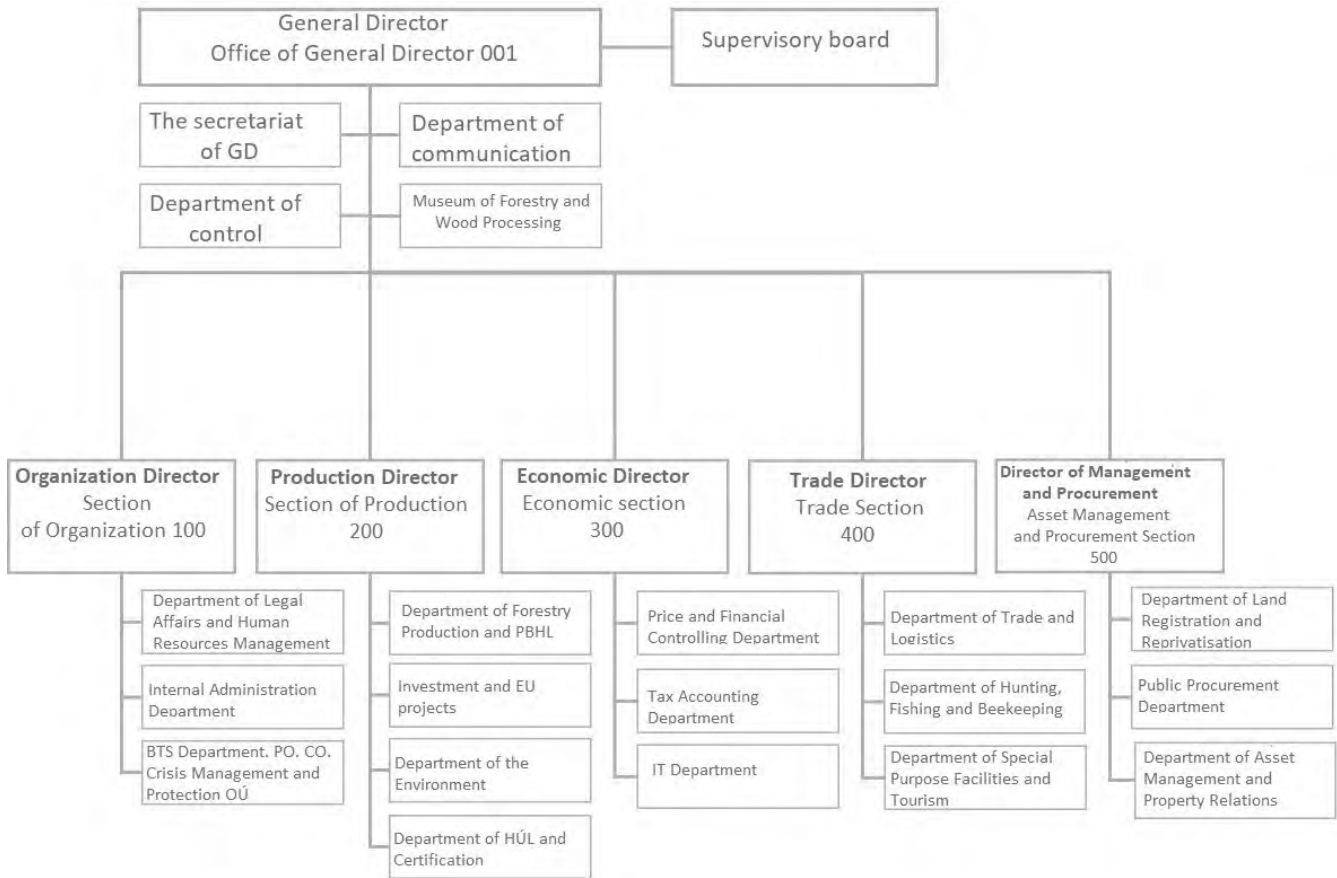 General Director
Office of General Director 001
Supervisory board
The secretariat
of GD
Department of
communication
Department of
control
Museum of Forestry and
Wood Processing
Organization Director
Section
of Organization 100
Production Director
Section of Production
200
Economic Director
Economic section
300
Trade Director
Trade Section
400
Director of Management
and Procurement
Asset Management
and Procurement Section
500
Department of Legal
Affairs and Human
Resources Management
Internal Administration
Department
BTS Department. PO. CO.
Crisis Management and
Protection OÚ
Department of Forestry
Production and PBHL
Investment and EU
projects
Department of the
Environment
Department of HÚL and
Certification
Price and Financial
Controlling Department
Tax Accounting
Department
IT Department
Department of Trade and
Logistics
Department of Hunting,
Fishing and Beekeeping
Department of Special
Purpose Facilities and
Tourism
Department of Land
Registration and
Reprivatisation
Public Procurement
Department
Department of Asset
Management and
Property Relations